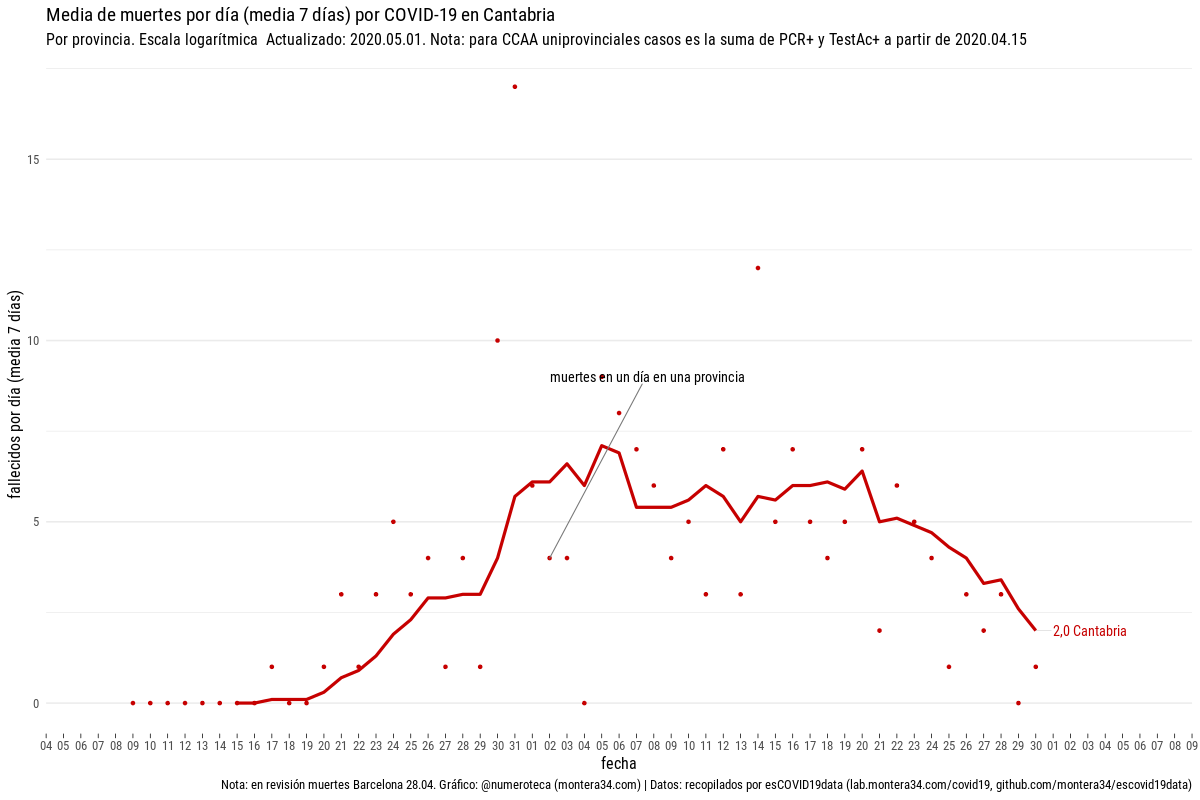 Media de muertes por día (media 7 días) por COVID-19 en Cantabria
Por provincia. Escala logarítmica  Actualizado: 2020.05.01. Nota: para CCAA uniprovinciales casos es la suma de PCR+ y TestAc+ a partir de 2020.04.15
fallecidos por día (media 7 días)
15
10
5
0
muertes en un día en una provincia
2,0 Cantabria
04 05 06 07 08 09 10 11 12 13 14 15 16 17 18 19 20 21 22 23 24 25 26 27 28 29 30 31 01 02 03 04 05 06 07 08 09 10 11 12 13 14 15 16 17 18 19 20 21 22 23 24 25 26 27 28 29 30 01 02 03 04 05 06 07 08 09
fecha
Nota: en revisión muertes Barcelona 28.04. Gráfico: @numeroteca (montera34.com) | Datos: recopilados por esCOVID19data (lab.montera34.com/covid19, github.com/montera34/escovid19data)